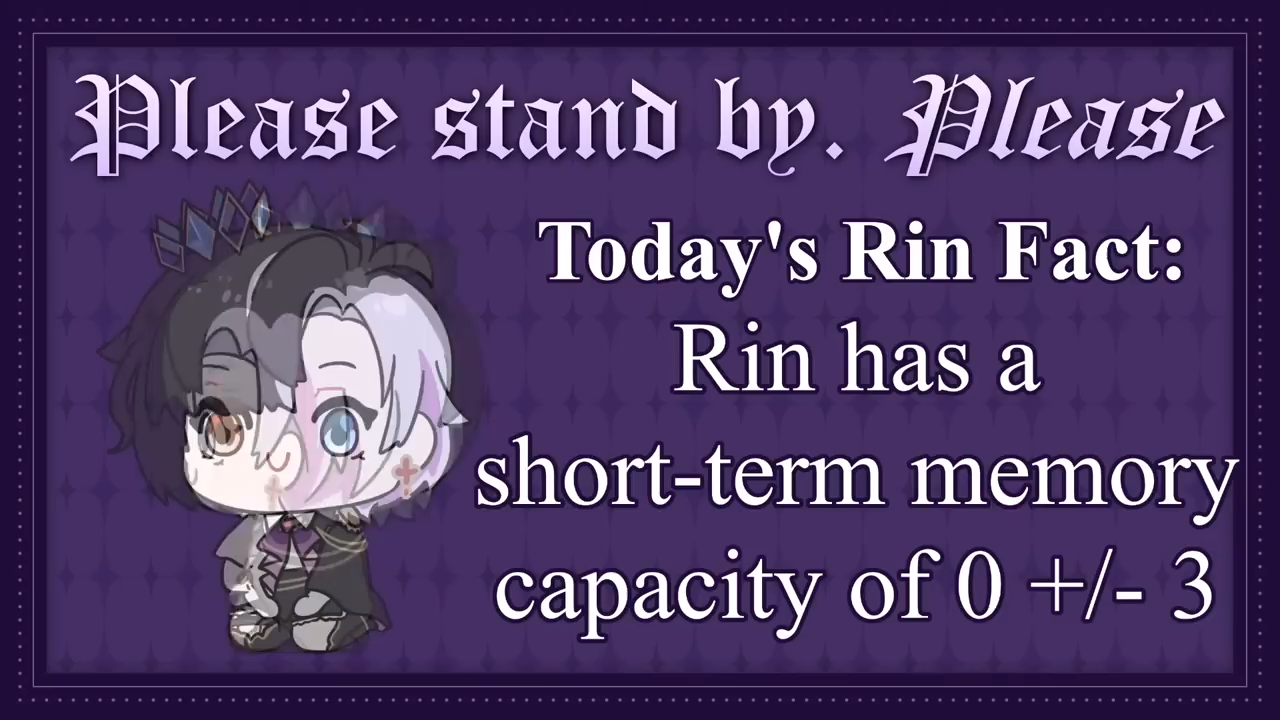 Please stand by. Please
Today's Rin Fact:
Rin has a
short-term memory
capacity of 0 +/- 3